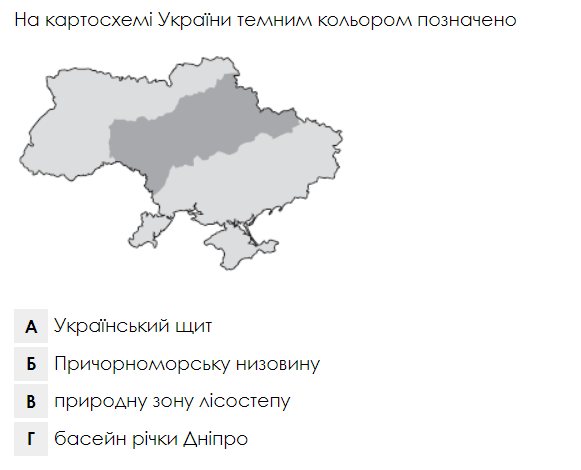 На картосхемі України темним кольором позначено
А Український щит
Б Причорноморську низовину
В природну зону лісостепу
Г басейн річки Дніпро